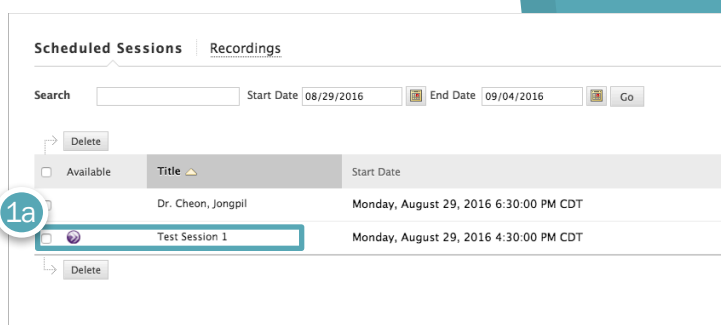 Scheduled Sessions Recordings
Search Start Date 08/29/2016 End Date 09/04/2016 Go
Delete
Available Title Start Date
Dr. Cheon, Jongpil Monday, August 29, 2016 6:30:00 PM CDT
1a
Test Session 1 Monday, August 29, 2016 4:30:00 PM CDT
Delete